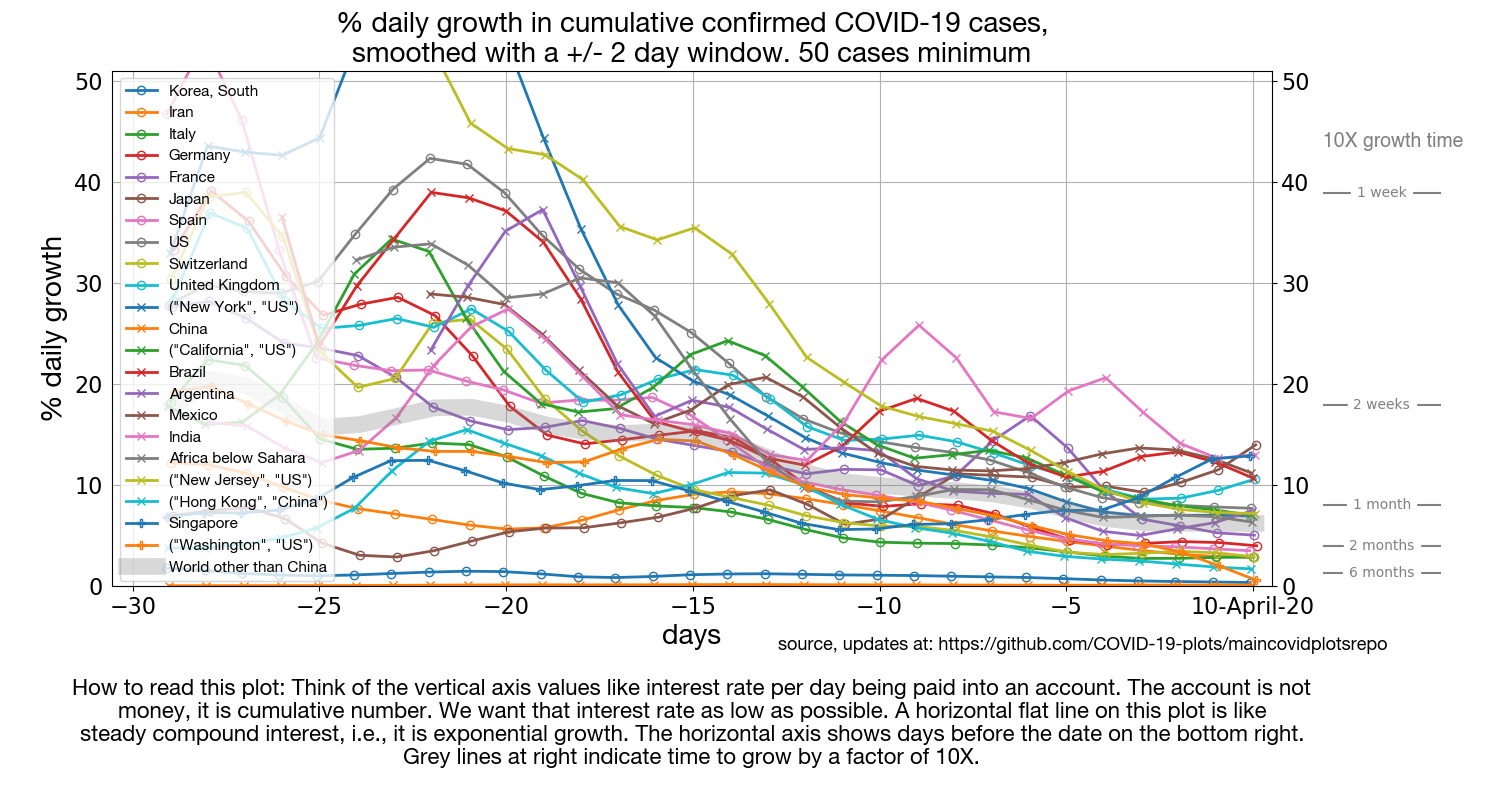 % daily growth in cumulative confirmed COVID-19 cases,
smoothed with a +/- 2 day window. 50 cases minimum
50
40
30
20
10
0
% daily growth
Korea, South
Iran
Italy
Germany
France
Japan
Spain
US
Switzerland
United Kingdom
("New York", "US")
China
("California", "US")
Brazil
Argentina
Mexico
India
Africa below Sahara
("New Jersey", "US")
("Hong Kong", "China")
Singapore
("Washington", "US")
World other than China
50
40
30
20
10
0
10X growth time
1 week
2 weeks
1 month
2 months
6 months
−30
−25
−20
−15
−10
−5
10-April-20
days
source, updates at: https://github.com/COVID-19-plots/maincovidplotsrepo
How to read this plot: Think of the vertical axis values like interest rate per day being paid into an account. The account is not
money, it is cumulative number. We want that interest rate as low as possible. A horizontal flat line on this plot is like
steady compound interest, i.e., it is exponential growth. The horizontal axis shows days before the date on the bottom right.
Grey lines at right indicate time to grow by a factor of 10X.